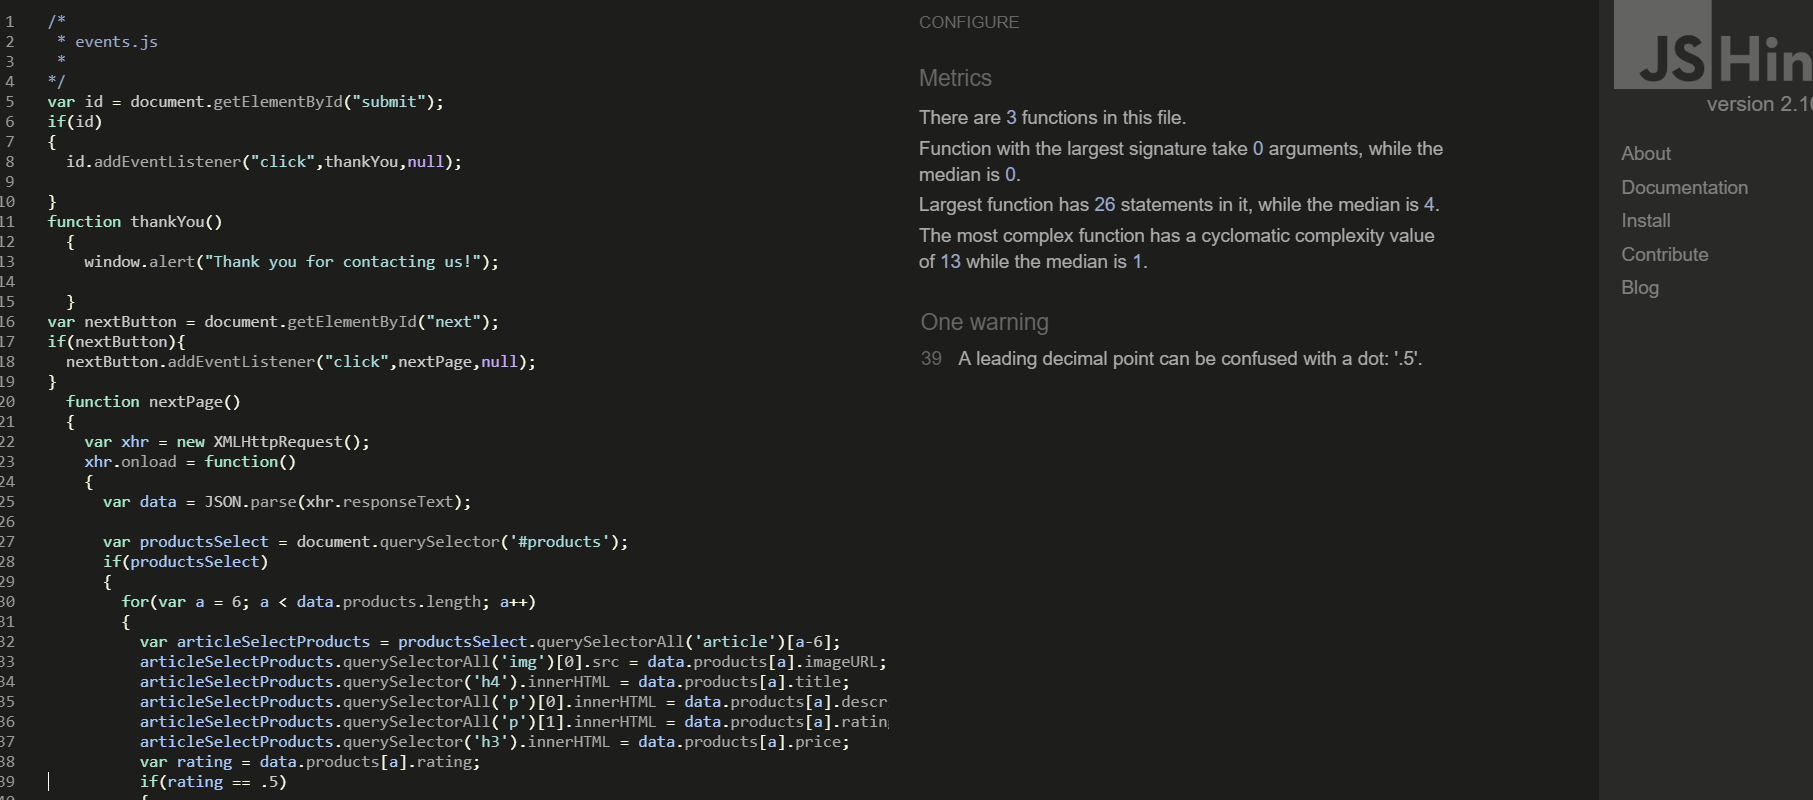 1 /*
2  * events.js
3  *
4 */
5 var id = document.getElementById("submit");
6 if(id)
7 {
8   id.addEventListener("click",thankYou,null);
9
10 }
11 function thankYou()
12   {
13     window.alert("Thank you for contacting us!");
14
15   }
16 var nextButton = document.getElementById("next");
17 if(nextButton){
18   nextButton.addEventListener("click",nextPage,null);
19 }
20   function nextPage()
21   {
22     var xhr = new XMLHttpRequest();
23     xhr.onload = function()
24     {
25       var data = JSON.parse(xhr.responseText);
26
27       var productsSelect = document.querySelector('#products');
28       if(productsSelect)
29       {
30         for(var a = 6; a < data.products.length; a++)
31         {
32           var articleSelectProducts = productsSelect.querySelectorAll('article')[a-6];
33           articleSelectProducts.querySelectorAll('img')[0].src = data.products[a].imageURL;
34           articleSelectProducts.querySelector('h4').innerHTML = data.products[a].title;
35           articleSelectProducts.querySelectorAll('p')[0].innerHTML = data.products[a].descr
36           articleSelectProducts.querySelectorAll('p')[1].innerHTML = data.products[a].ratin
37           articleSelectProducts.querySelector('h3').innerHTML = data.products[a].price;
38           var rating = data.products[a].rating;
39           if(rating == .5)
{
CONFIGURE
Metrics
There are 3 functions in this file.
Function with the largest signature take 0 arguments, while the
median is 0.
Largest function has 26 statements in it, while the median is 4.
The most complex function has a cyclomatic complexity value
of 13 while the median is 1.
One warning
39 A leading decimal point can be confused with a dot: '.5'.
JSHin
version 2.10
About
Documentation
Install
Contribute
Blog